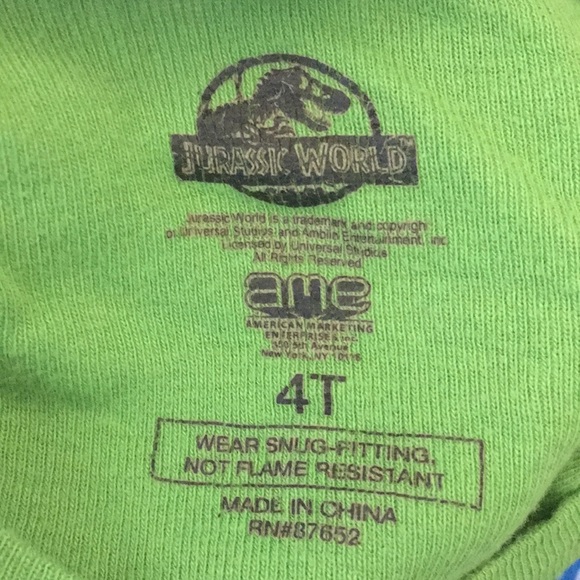 JURASSIC WORLD
Jurassic World is a trademark and copyright
of Universal Studios and Amblin Entertainment, Inc.
Licensed by Universal Studios
All Rights Reserved
ame
AMERICAN MARKETING
ENTERPRISES Inc.
5th Avenue
New York, NY
4T
WEAR SNUG-FITTING.
NOT FLAME RESISTANT
MADE IN CHINA
RN#87652